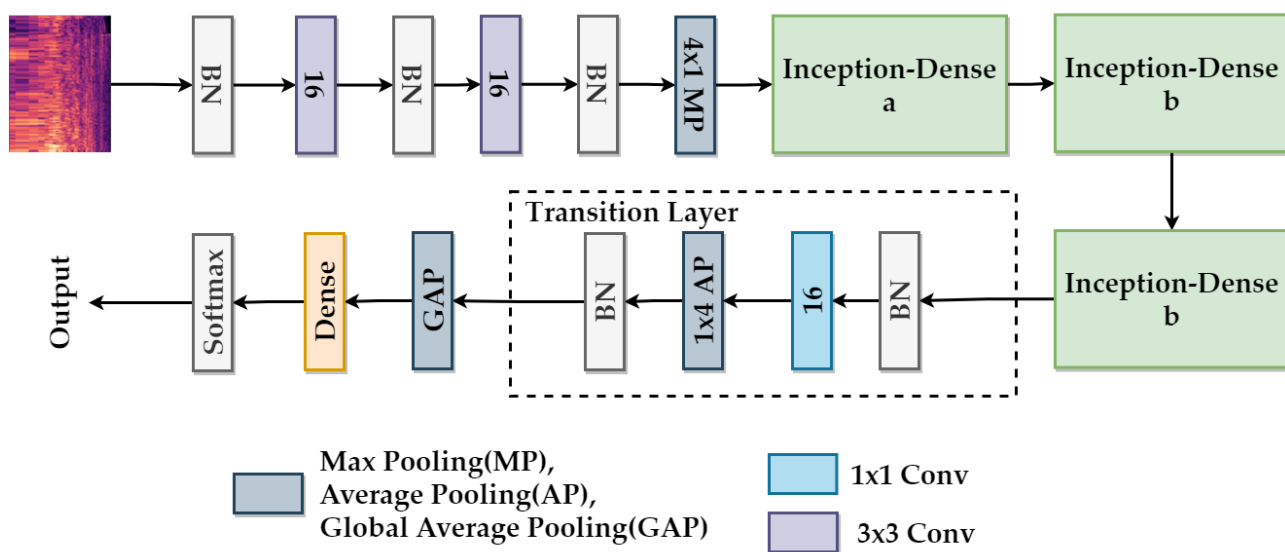 BN
16
BN
16
BN
4x1 MP
Inception-Dense
a
Inception-Dense
b
Transition Layer
Output
Softmax
Dense
GAP
BN
1x4 AP
16
BN
Inception-Dense
b
Max Pooling(MP),
Average Pooling(AP),
Global Average Pooling(GAP)
1x1 Conv
3x3 Conv